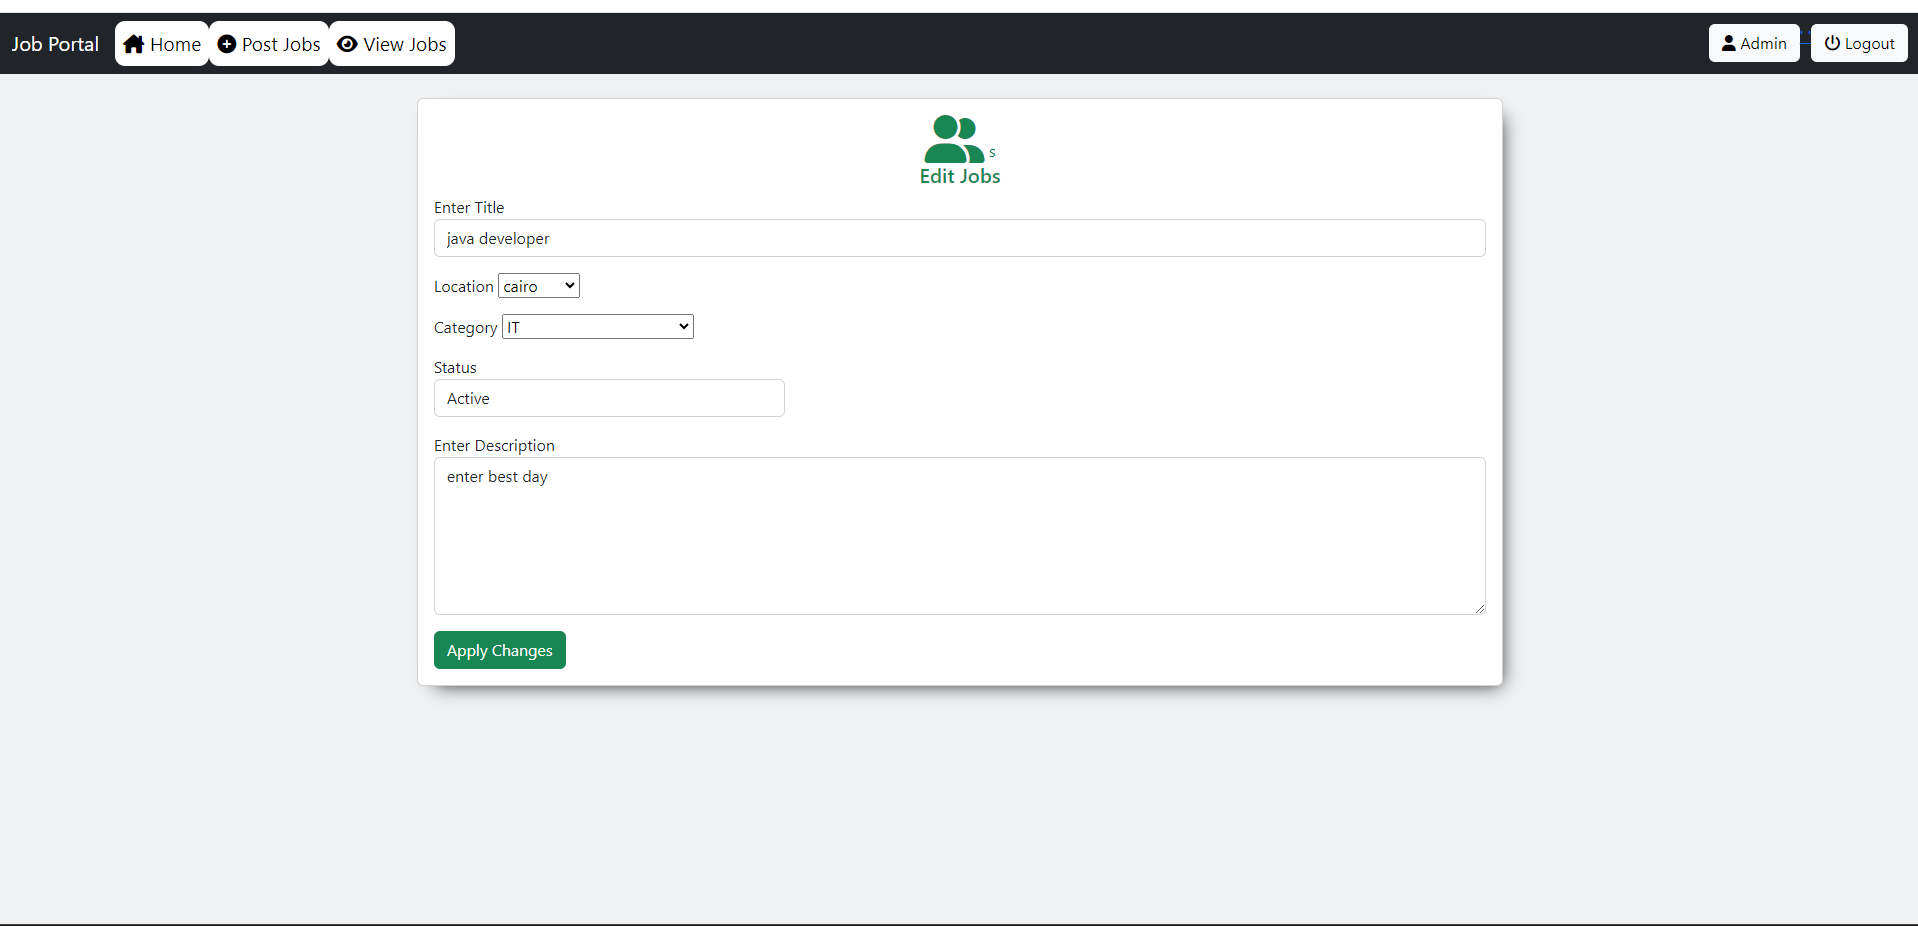 Job Portal Home Post Jobs View Jobs Admin Logout
s
Edit Jobs
Enter Title
java developer
Location cairo
Category IT
Status
Active
Enter Description
enter best day
Apply Changes